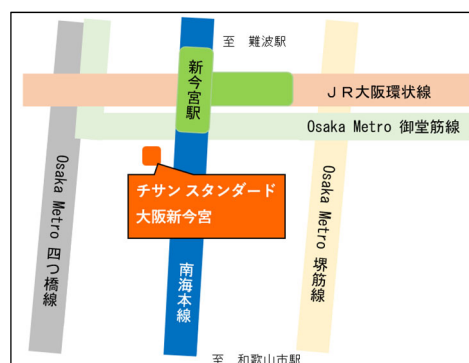 至 難波駅
新今宮駅
JR大阪環状線
Osaka Metro 御堂筋線
チサン スタンダード
大阪新今宮
Osaka Metro 四つ橋線
南海本線
Osaka Metro 堺筋線
至 和歌山市駅